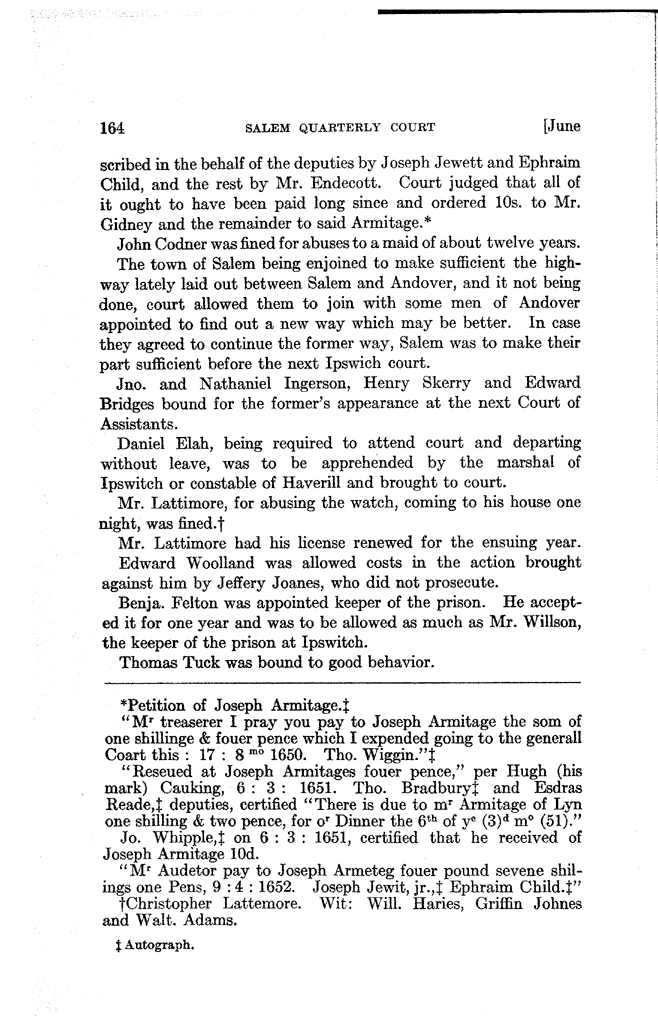 164 SALEM QUARTERLY COURT [June
scribed in the behalf of the deputies by Joseph Jewett and Ephraim
Child, and the rest by Mr. Endecott. Court judged that all of
it ought to have been paid long since and ordered 10s. to Mr.
Gidney and the remainder to said Armitage.*
John Codner was fined for abuses to a maid of about twelve years.
The town of Salem being enjoined to make sufficient the high-
way lately laid out between Salem and Andover, and it not being
done, court allowed them to join with some men of Andover
appointed to find out a new way which may be better. In case
they agreed to continue the former way, Salem was to make their
part sufficient before the next Ipswich court.
Jno. and Nathaniel Ingerson, Henry Skerry and Edward
Bridges bound for the former's appearance at the next Court of
Assistants.
Daniel Elah, being required to attend court and departing
without leave, was to be apprehended by the marshal of
Ipswitch or constable of Haverill and brought to court.
Mr. Lattimore, for abusing the watch, coming to his house one
night, was fined.†
Mr. Lattimore had his license renewed for the ensuing year.
Edward Woolland was allowed costs in the action brought
against him by Jeffery Joanes, who did not prosecute.
Benja. Felton was appointed keeper of the prison. He accept-
ed it for one year and was to be allowed as much as Mr. Willson,
the keeper of the prison at Ipswitch.
Thomas Tuck was bound to good behavior.
*Petition of Joseph Armitage.‡
"Mʳ treaserer I pray you pay to Joseph Armitage the som of
one shillinge & fouer pence which I expended going to the generall
Coart this : 17 : 8 ᵐᵒ 1650. Tho. Wiggin."‡
"Reseued at Joseph Armitages fouer pence," per Hugh (his
mark) Cauking, 6 : 3 : 1651. Tho. Bradbury‡ and Esdras
Reade,‡ deputies, certified "There is due to mʳ Armitage of Lyn
one shilling & two pence, for oʳ Dinner the 6ᵗʰ of yᵉ (3)ᵈ mᵒ (51)."
Jo. Whipple,‡ on 6 : 3 : 1651, certified that he received of
Joseph Armitage 10d.
"Mʳ Audetor pay to Joseph Armeteg fouer pound sevene shil-
ings one Pens, 9 : 4 : 1652. Joseph Jewit, jr.,‡ Ephraim Child.‡"
†Christopher Lattemore. Wit: Will. Haries, Griffin Johnes
and Walt. Adams.
‡ Autograph.